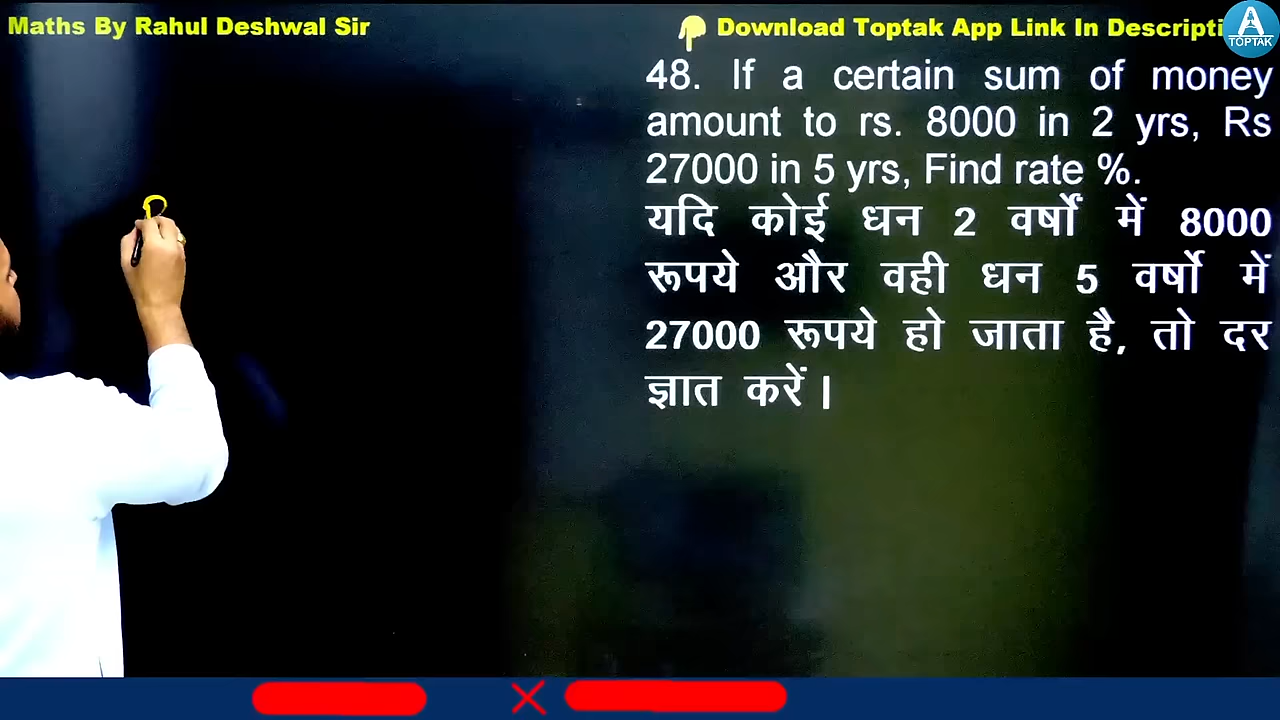 Maths By Rahul Deshwal Sir
Download Toptak App Link In Descripti
TOPTAK
48. If a certain sum of money
amount to rs. 8000 in 2 yrs, Rs
27000 in 5 yrs, Find rate %.
यदि कोई धन 2 वर्षों में 8000
रूपये और वही धन 5 वर्षो में
27000 रूपये हो जाता है, तो दर
ज्ञात करें।